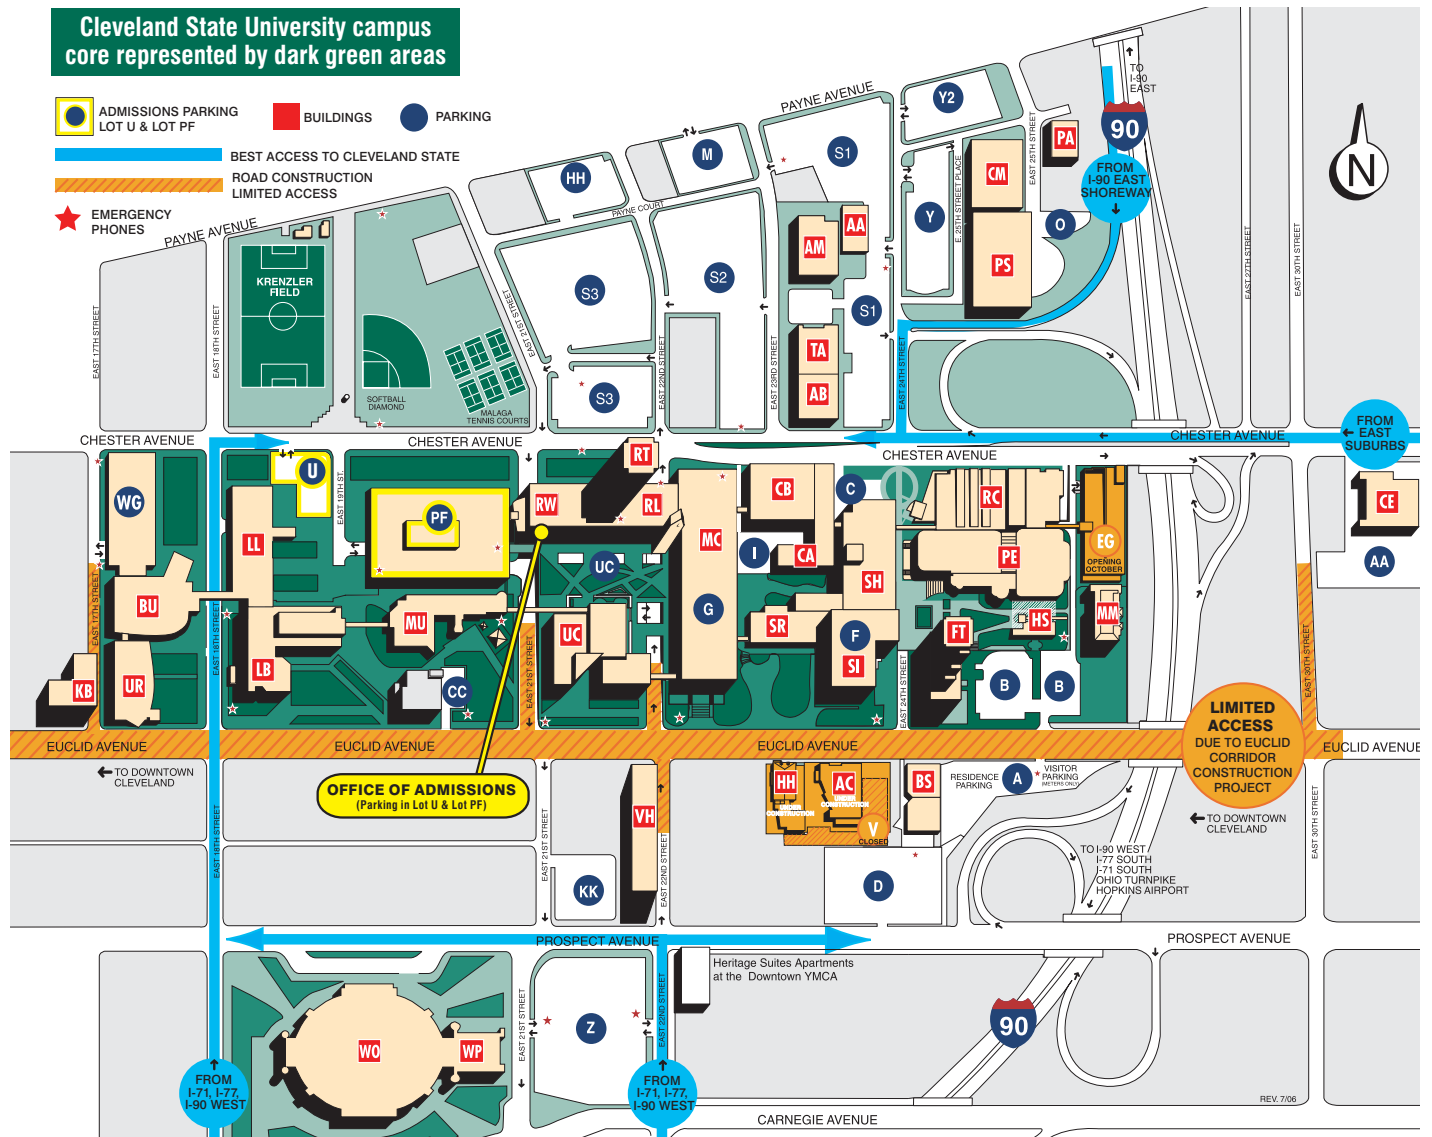 Cleveland State University campus
core represented by dark green areas
ADMISSIONS PARKING
LOT U & LOT PF
BUILDINGS
PARKING
BEST ACCESS TO CLEVELAND STATE
ROAD CONSTRUCTION
LIMITED ACCESS
EMERGENCY
PHONES
PAYNE AVENUE
PAYNE AVENUE
PAYNE COURT
TO
I-90
EAST
90
FROM
I-90 EAST
SHOREWAY
N
Y2
PA
M
S1
HH
CM
Y
O
AA
AM
PS
S3
S2
S1
TA
AB
S3
KRENZLER
FIELD
SOFTBALL
DIAMOND
MALAGA
TENNIS COURTS
EAST 17TH STREET
EAST 18TH STREET
EAST 21ST STREET
EAST 22ND STREET
EAST 23RD STREET
EAST 24TH STREET
E. 25TH STREET PLACE
EAST 25TH STREET
EAST 27TH STREET
EAST 30TH STREET
CHESTER AVENUE
CHESTER AVENUE
CHESTER AVENUE
CHESTER AVENUE
FROM
EAST
SUBURBS
WG
U
PF
LL
RT
RW
RL
MC
CB
C
RC
CE
EAST 19TH ST.
I
CA
PE
EG
OPENING
OCTOBER
AA
BU
UC
SH
G
MU
UC
SR
F
FT
HS
MM
KB
UR
LB
CC
SI
B
B
EAST 17TH STREET
EAST 18TH STREET
EAST 21ST STREET
EAST 24TH STREET
EAST 30TH STREET
LIMITED
ACCESS
DUE TO EUCLID
CORRIDOR
CONSTRUCTION
PROJECT
EUCLID AVENUE
EUCLID AVENUE
EUCLID AVENUE
EUCLID AVENUE
TO DOWNTOWN
CLEVELAND
OFFICE OF ADMISSIONS
(Parking in Lot U & Lot PF)
HH
UNDER
CONSTRUCTION
AC
UNDER
CONSTRUCTION
BS
RESIDENCE
PARKING
A
VISITOR
PARKING
(METERS ONLY)
V
CLOSED
VH
TO DOWNTOWN
CLEVELAND
EAST 18TH STREET
EAST 21ST STREET
EAST 22ND STREET
EAST 30TH STREET
KK
D
TO I-90 WEST
I-77 SOUTH
I-71 SOUTH
OHIO TURNPIKE
HOPKINS AIRPORT
PROSPECT AVENUE
PROSPECT AVENUE
Heritage Suites Apartments
at the Downtown YMCA
EAST 21ST STREET
EAST 22ND STREET
WO
WP
Z
90
FROM
I-71, I-77,
I-90 WEST
FROM
I-71, I-77,
I-90 WEST
CARNEGIE AVENUE
REV. 7/06